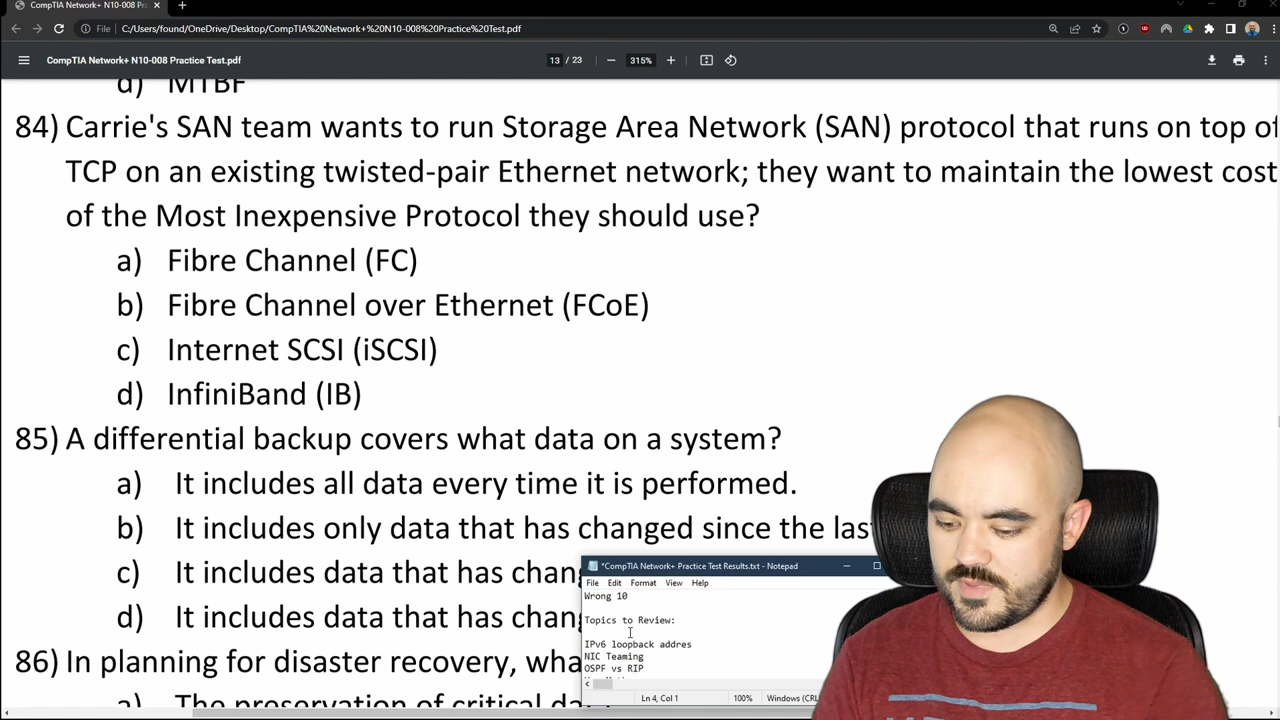 CompTIA Network+ N10-008 Pr
File
C:/Users/found/OneDrive/Desktop/CompTIA%20Network+%20N10-008%20Practice%20Test.pdf
CompTIA Network+ N10-008 Practice Test.pdf
13 / 23
315%
d) MTBF
84) Carrie's SAN team wants to run Storage Area Network (SAN) protocol that runs on top of
TCP on an existing twisted-pair Ethernet network; they want to maintain the lowest cost
of the Most Inexpensive Protocol they should use?
a) Fibre Channel (FC)
b) Fibre Channel over Ethernet (FCoE)
c) Internet SCSI (iSCSI)
d) InfiniBand (IB)
85) A differential backup covers what data on a system?
a) It includes all data every time it is performed.
b) It includes only data that has changed since the last
c) It includes data that has chang
d) It includes data that has chang
86) In planning for disaster recovery, wha
a) The preservation of critical da
*CompTIA Network+ Practice Test Results.txt - Notepad
File Edit Format View Help
Wrong 10
Topics to Review:
IPv6 loopback addres
NIC Teaming
OSPF vs RIP
Ln 4, Col 1
100%
Windows (CRL